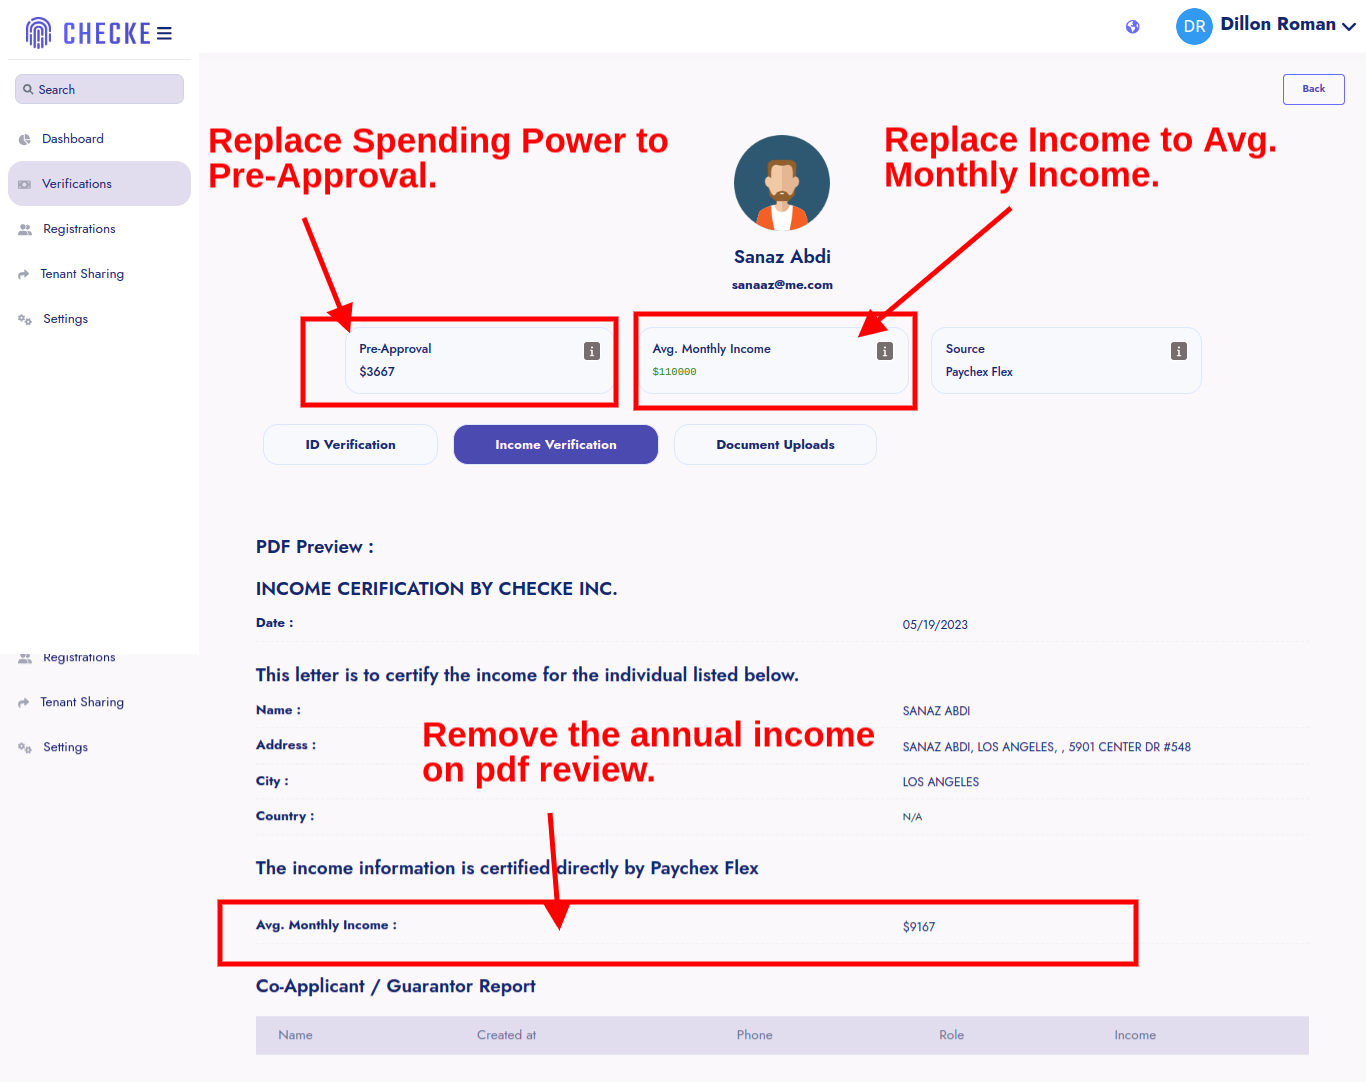 CHECKE
DR Dillon Roman
Search
Back
Dashboard
Verifications
Registrations
Tenant Sharing
Settings
Replace Spending Power to
Pre-Approval.
Replace Income to Avg.
Monthly Income.
Sanaz Abdi
sanaaz@me.com
Pre-Approval
$3667
Avg. Monthly Income
$110000
Source
Paychex Flex
ID Verification
Income Verification
Document Uploads
PDF Preview :
INCOME CERIFICATION BY CHECKE INC.
Date : 05/19/2023
Registrations
Tenant Sharing
Settings
This letter is to certify the income for the individual listed below.
Name : SANAZ ABDI
Remove the annual income
on pdf review.
Address : SANAZ ABDI, LOS ANGELES, , 5901 CENTER DR #548
City : LOS ANGELES
Country : N/A
The income information is certified directly by Paychex Flex
Avg. Monthly Income : $9167
Co-Applicant / Guarantor Report
Name Created at Phone Role Income